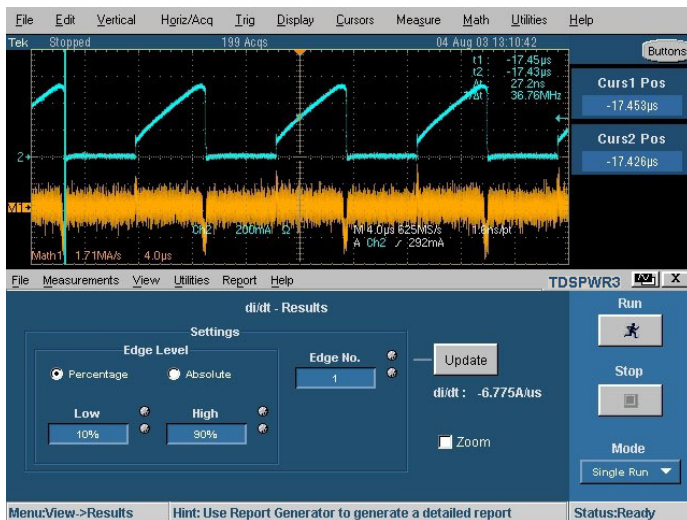 File Edit Vertical Horiz/Acq Trig Display Cursors Measure Math Utilities Help
Tek Stopped 199 Acqs 04 Aug 03 13:10:42
Buttons
t1 : -17.45µs
t2 : -17.43µs
Δt : 27.2ns
1/Δt : 36.76MHz
Curs1 Pos
-17.453µs
Curs2 Pos
-17.426µs
2
M1
Ch2 200mA Ω M 4.0µs 625MS/s 1.6ns/pt
A Ch2 292mA
Math1 1.71MA/s 4.0µs
File Measurements View Utilities Report Help TDSPWR3 X
di/dt - Results
Settings
Edge Level
Percentage Absolute
Low High
10% 90%
Edge No.
1
Update
di/dt : -6.775A/us
Zoom
Run
Stop
Mode
Single Run
Menu:View->Results Hint: Use Report Generator to generate a detailed report Status:Ready